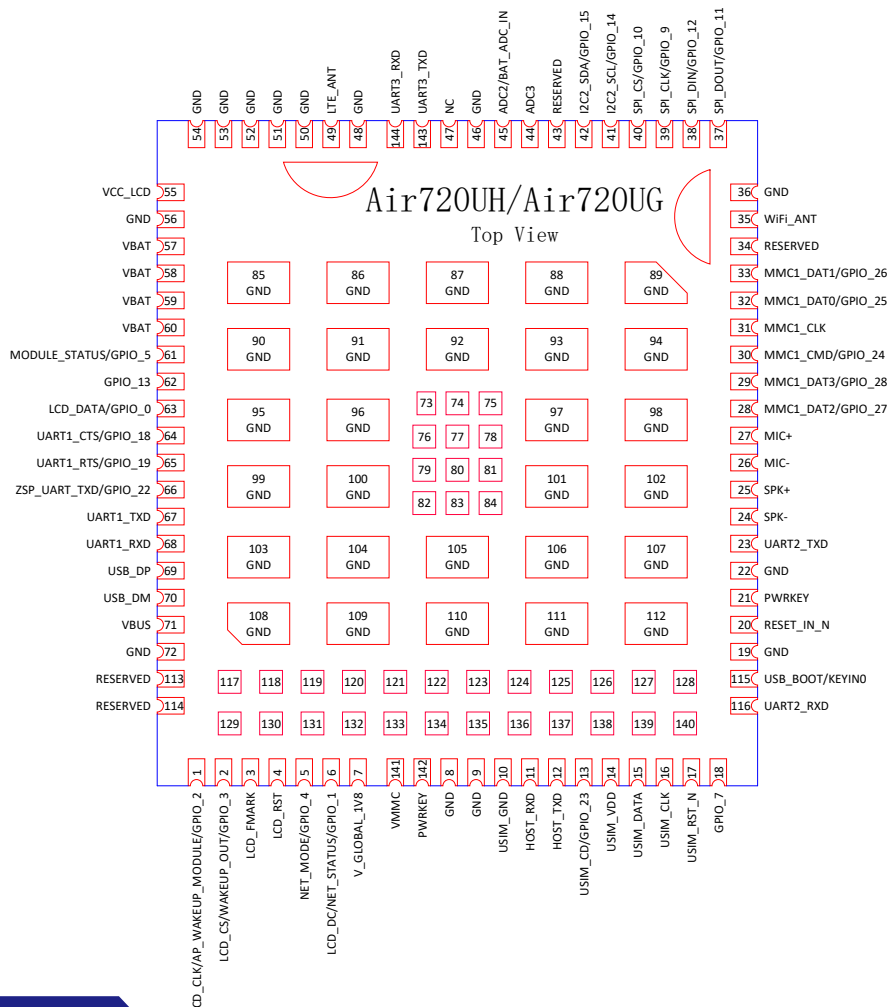 GND
GND
GND
GND
GND
LTE_ANT
GND
UART3_RXD
UART3_TXD
NC
GND
ADC2/BAT_ADC_IN
ADC3
RESERVED
I2C2_SDA/GPIO_15
I2C2_SCL/GPIO_14
SPI_CS/GPIO_10
SPI_CLK/GPIO_9
SPI_DIN/GPIO_12
SPI_DOUT/GPIO_11
54 53 52 51 50 49 48 144 143 47 46 45 44 43 42 41 40 39 38 37
Air720UH/Air720UG
Top View
VCC_LCD 55
GND 56
VBAT 57
VBAT 58
VBAT 59
VBAT 60
MODULE_STATUS/GPIO_5 61
GPIO_13 62
LCD_DATA/GPIO_0 63
UART1_CTS/GPIO_18 64
UART1_RTS/GPIO_19 65
ZSP_UART_TXD/GPIO_22 66
UART1_TXD 67
UART1_RXD 68
USB_DP 69
USB_DM 70
VBUS 71
GND 72
RESERVED 113
RESERVED 114
85 86 87 88 89
GND GND GND GND GND
90 91 92 93 94
GND GND GND GND GND
73 74 75
95 96 97 98
GND GND GND GND
76 77 78
79 80 81
99 100 101 102
GND GND GND GND
82 83 84
103 104 105 106 107
GND GND GND GND GND
108 109 110 111 112
GND GND GND GND GND
117 118 119 120 121 122 123 124 125 126 127 128
129 130 131 132 133 134 135 136 137 138 139 140
36 GND
35 WiFi_ANT
34 RESERVED
33 MMC1_DAT1/GPIO_26
32 MMC1_DAT0/GPIO_25
31 MMC1_CLK
30 MMC1_CMD/GPIO_24
29 MMC1_DAT3/GPIO_28
28 MMC1_DAT2/GPIO_27
27 MIC+
26 MIC-
25 SPK+
24 SPK-
23 UART2_TXD
22 GND
21 PWRKEY
20 RESET_IN_N
19 GND
115 USB_BOOT/KEYIN0
116 UART2_RXD
1 2 3 4 5 6 7 141 142 8 9 10 11 12 13 14 15 16 17 18
CD_CLK/AP_WAKEUP_MODULE/GPIO_2
LCD_CS/WAKEUP_OUT/GPIO_3
LCD_FMARK
LCD_RST
NET_MODE/GPIO_4
LCD_DC/NET_STATUS/GPIO_1
V_GLOBAL_1V8
VMMC
PWRKEY
GND
GND
USIM_GND
HOST_RXD
HOST_TXD
USIM_CD/GPIO_23
USIM_VDD
USIM_DATA
USIM_CLK
USIM_RST_N
GPIO_7